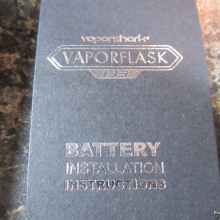 vaporshark
VAPORFLASK
133
BATTERY
INSTALLATION
INSTRUCTIONS